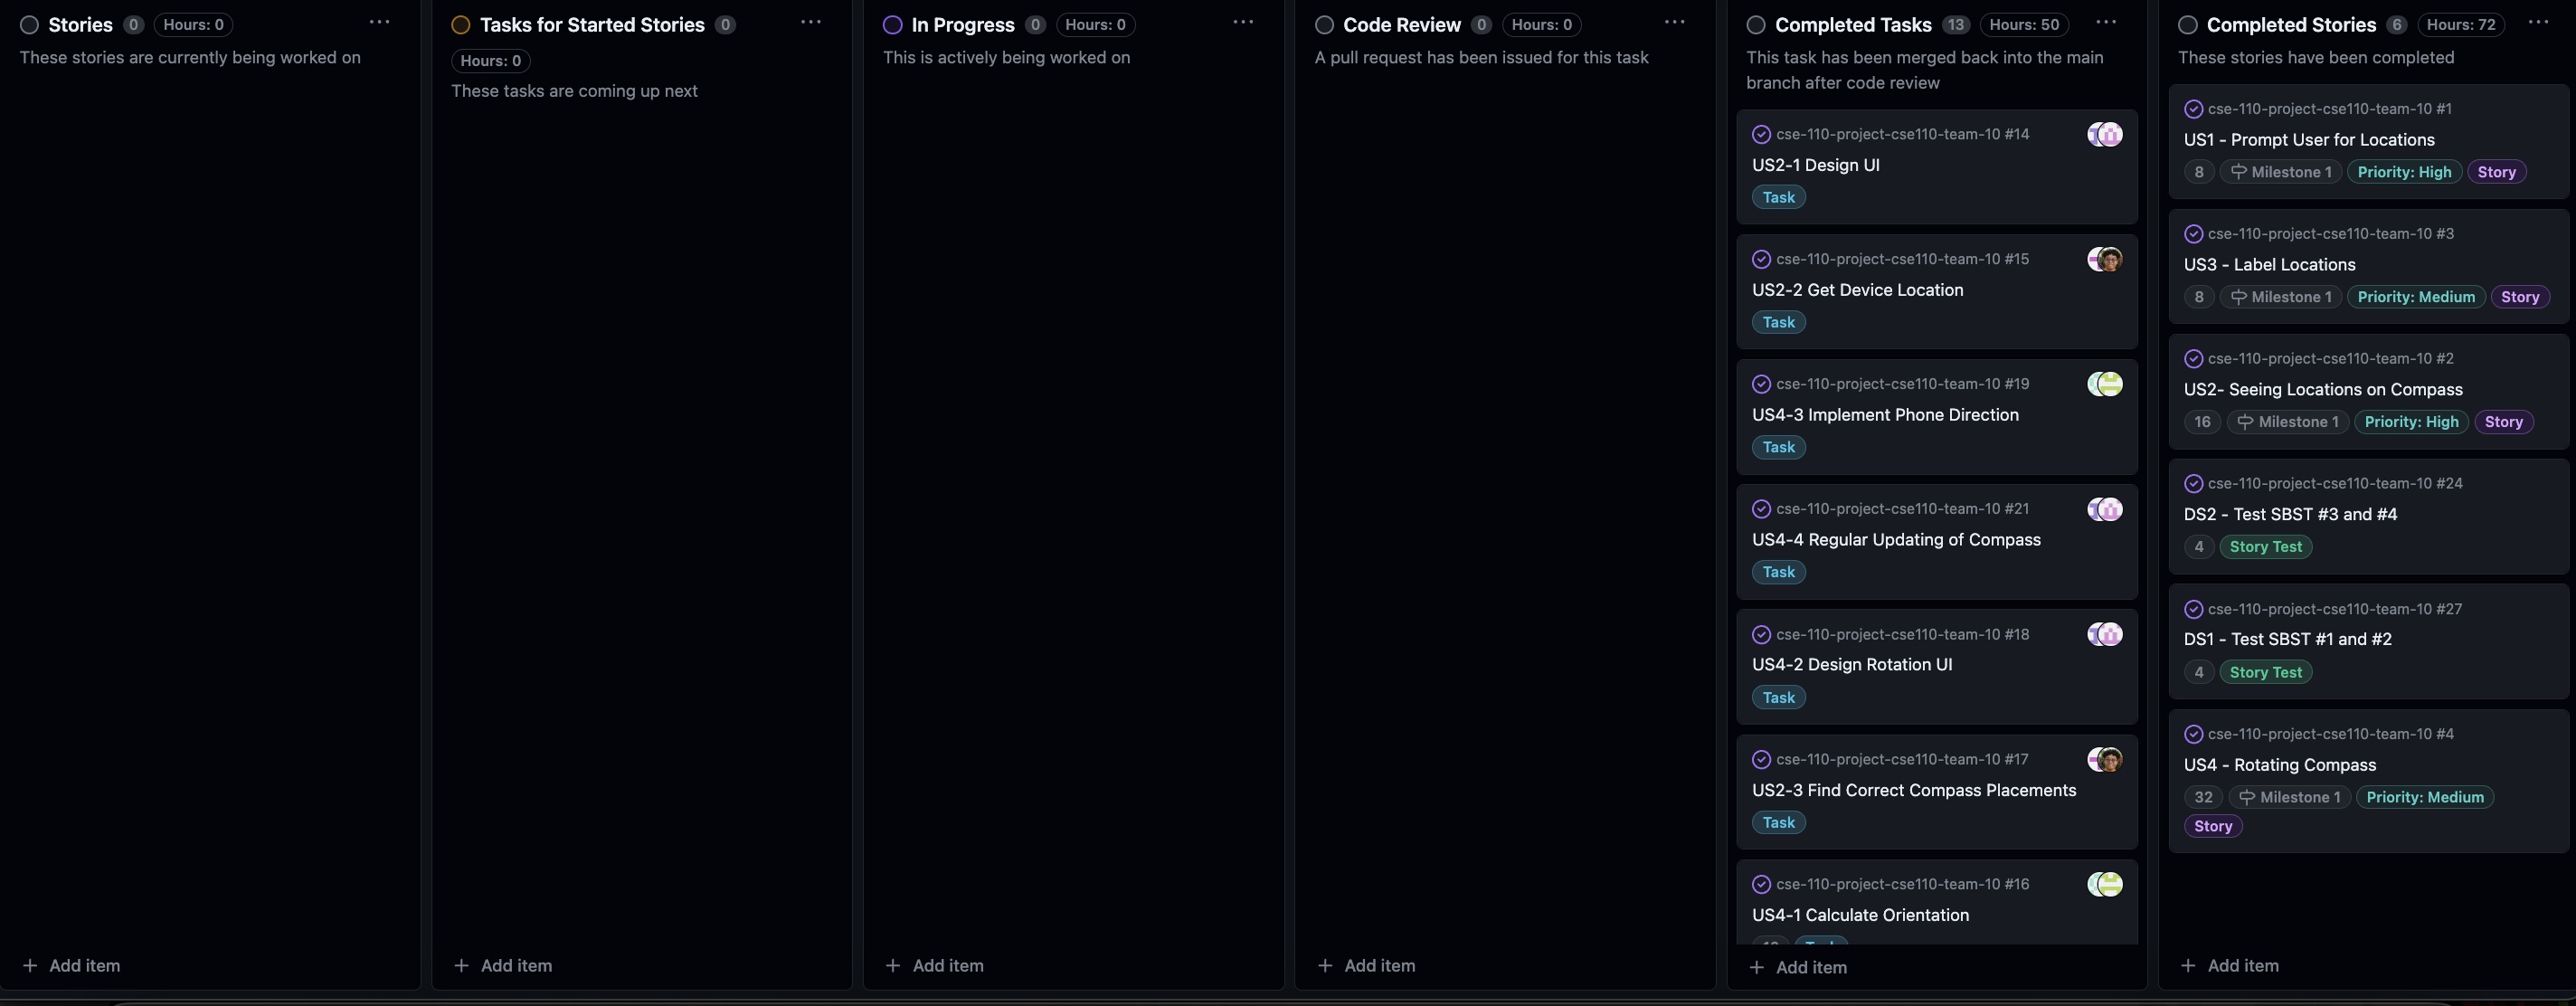 Stories 0 Hours: 0 ...
These stories are currently being worked on
+ Add item
Tasks for Started Stories 0 ...
Hours: 0
These tasks are coming up next
+ Add item
In Progress 0 Hours: 0 ...
This is actively being worked on
+ Add item
Code Review 0 Hours: 0 ...
A pull request has been issued for this task
+ Add item
Completed Tasks 13 Hours: 50 ...
This task has been merged back into the main
branch after code review
cse-110-project-cse110-team-10 #14
US2-1 Design UI
Task
cse-110-project-cse110-team-10 #15
US2-2 Get Device Location
Task
cse-110-project-cse110-team-10 #19
US4-3 Implement Phone Direction
Task
cse-110-project-cse110-team-10 #21
US4-4 Regular Updating of Compass
Task
cse-110-project-cse110-team-10 #18
US4-2 Design Rotation UI
Task
cse-110-project-cse110-team-10 #17
US2-3 Find Correct Compass Placements
Task
cse-110-project-cse110-team-10 #16
US4-1 Calculate Orientation
+ Add item
Completed Stories 6 Hours: 72 ...
These stories have been completed
cse-110-project-cse110-team-10 #1
US1 - Prompt User for Locations
8 Milestone 1 Priority: High Story
cse-110-project-cse110-team-10 #3
US3 - Label Locations
8 Milestone 1 Priority: Medium Story
cse-110-project-cse110-team-10 #2
US2- Seeing Locations on Compass
16 Milestone 1 Priority: High Story
cse-110-project-cse110-team-10 #24
DS2 - Test SBST #3 and #4
4 Story Test
cse-110-project-cse110-team-10 #27
DS1 - Test SBST #1 and #2
4 Story Test
cse-110-project-cse110-team-10 #4
US4 - Rotating Compass
32 Milestone 1 Priority: Medium
Story
+ Add item